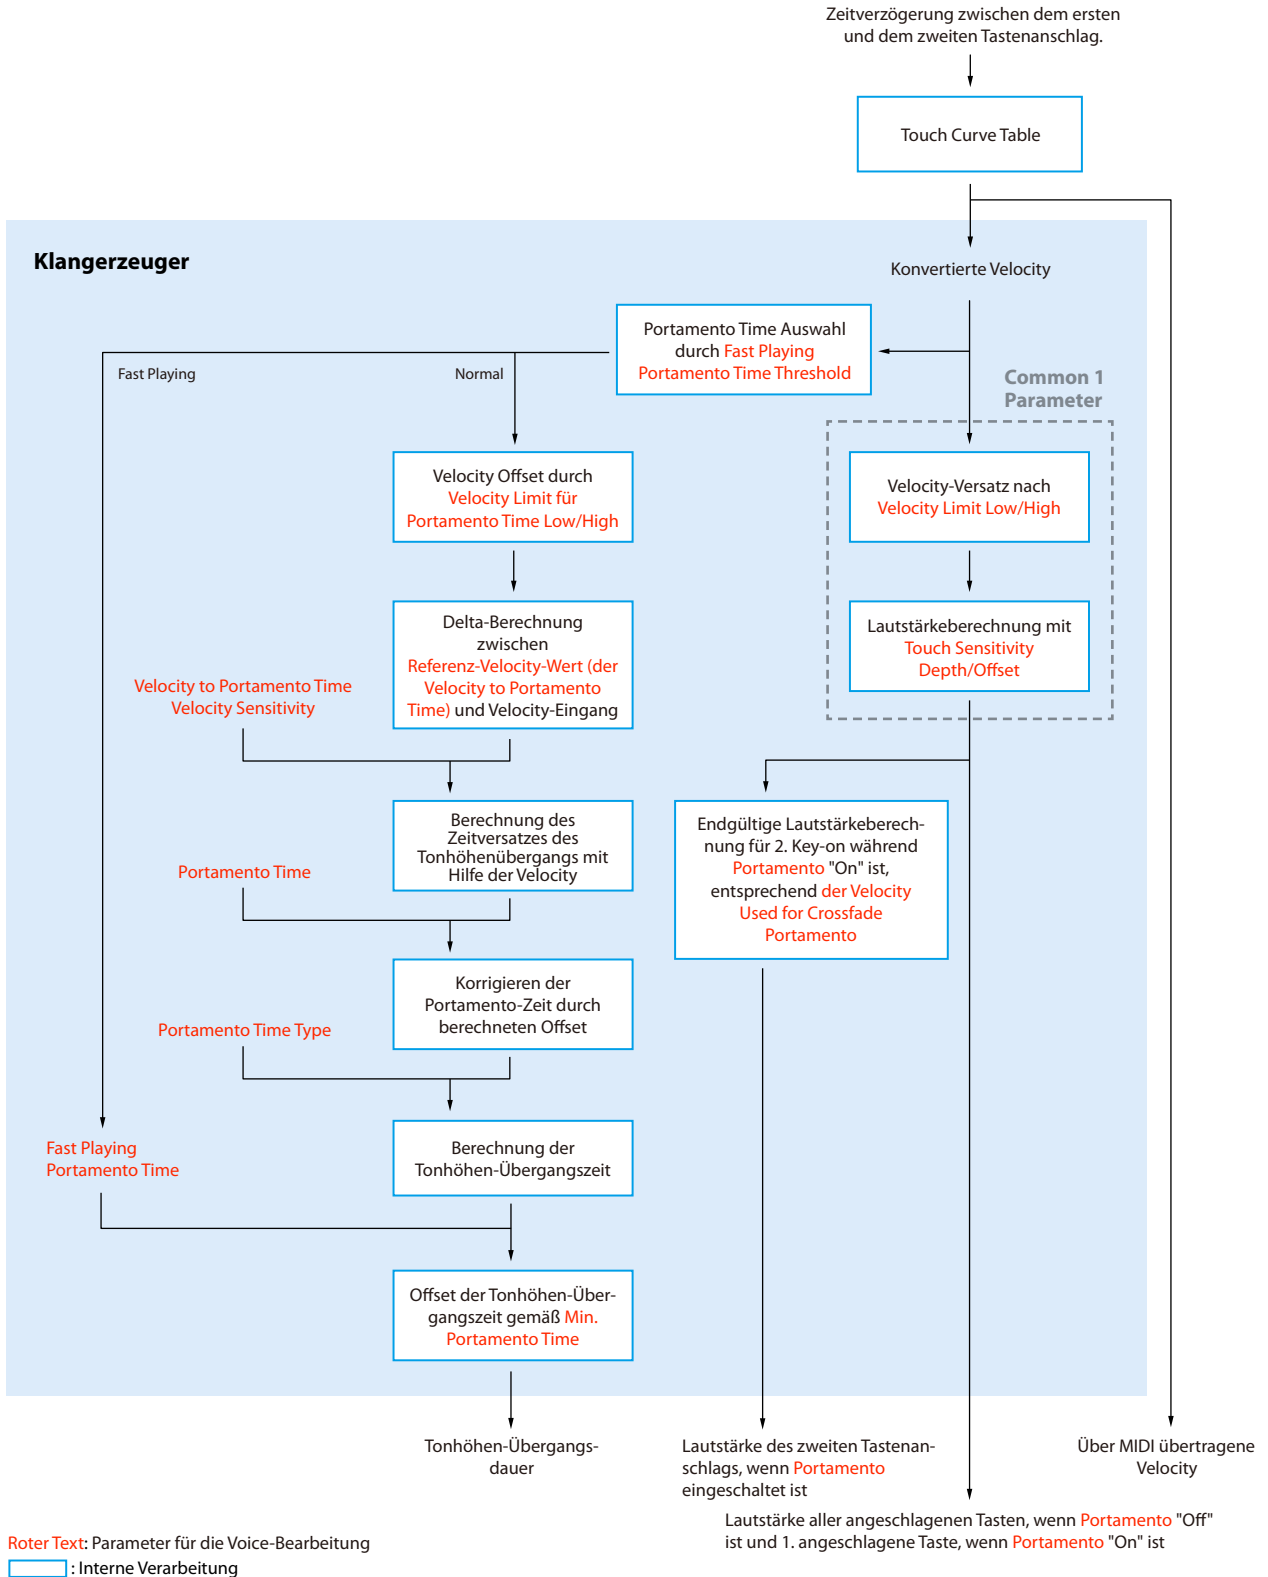 Zeitverzögerung zwischen dem ersten
und dem zweiten Tastenanschlag.
Touch Curve Table
Klangerzeuger
Konvertierte Velocity
Portamento Time Auswahl
durch Fast Playing
Portamento Time Threshold
Fast Playing
Normal
Common 1
Parameter
Velocity Offset durch
Velocity Limit für
Portamento Time Low/High
Velocity-Versatz nach
Velocity Limit Low/High
Delta-Berechnung
zwischen
Referenz-Velocity-Wert (der
Velocity to Portamento
Time) und Velocity-Eingang
Lautstärkeberechnung mit
Touch Sensitivity
Depth/Offset
Velocity to Portamento Time
Velocity Sensitivity
Berechnung des
Zeitversatzes des
Tonhöhenübergangs mit
Hilfe der Velocity
Endgültige Lautstärkeberech-
nung für 2. Key-on während
Portamento "On" ist,
entsprechend der Velocity
Used for Crossfade
Portamento
Portamento Time
Korrigieren der
Portamento-Zeit durch
berechneten Offset
Portamento Time Type
Fast Playing
Portamento Time
Berechnung der
Tonhöhen-Übergangszeit
Offset der Tonhöhen-Über-
gangszeit gemäß Min.
Portamento Time
Tonhöhen-Übergangs-
dauer
Lautstärke des zweiten Tastenan-
schlags, wenn Portamento
eingeschaltet ist
Über MIDI übertragene
Velocity
Lautstärke aller angeschlagenen Tasten, wenn Portamento "Off"
ist und 1. angeschlagene Taste, wenn Portamento "On" ist
Roter Text: Parameter für die Voice-Bearbeitung
: Interne Verarbeitung